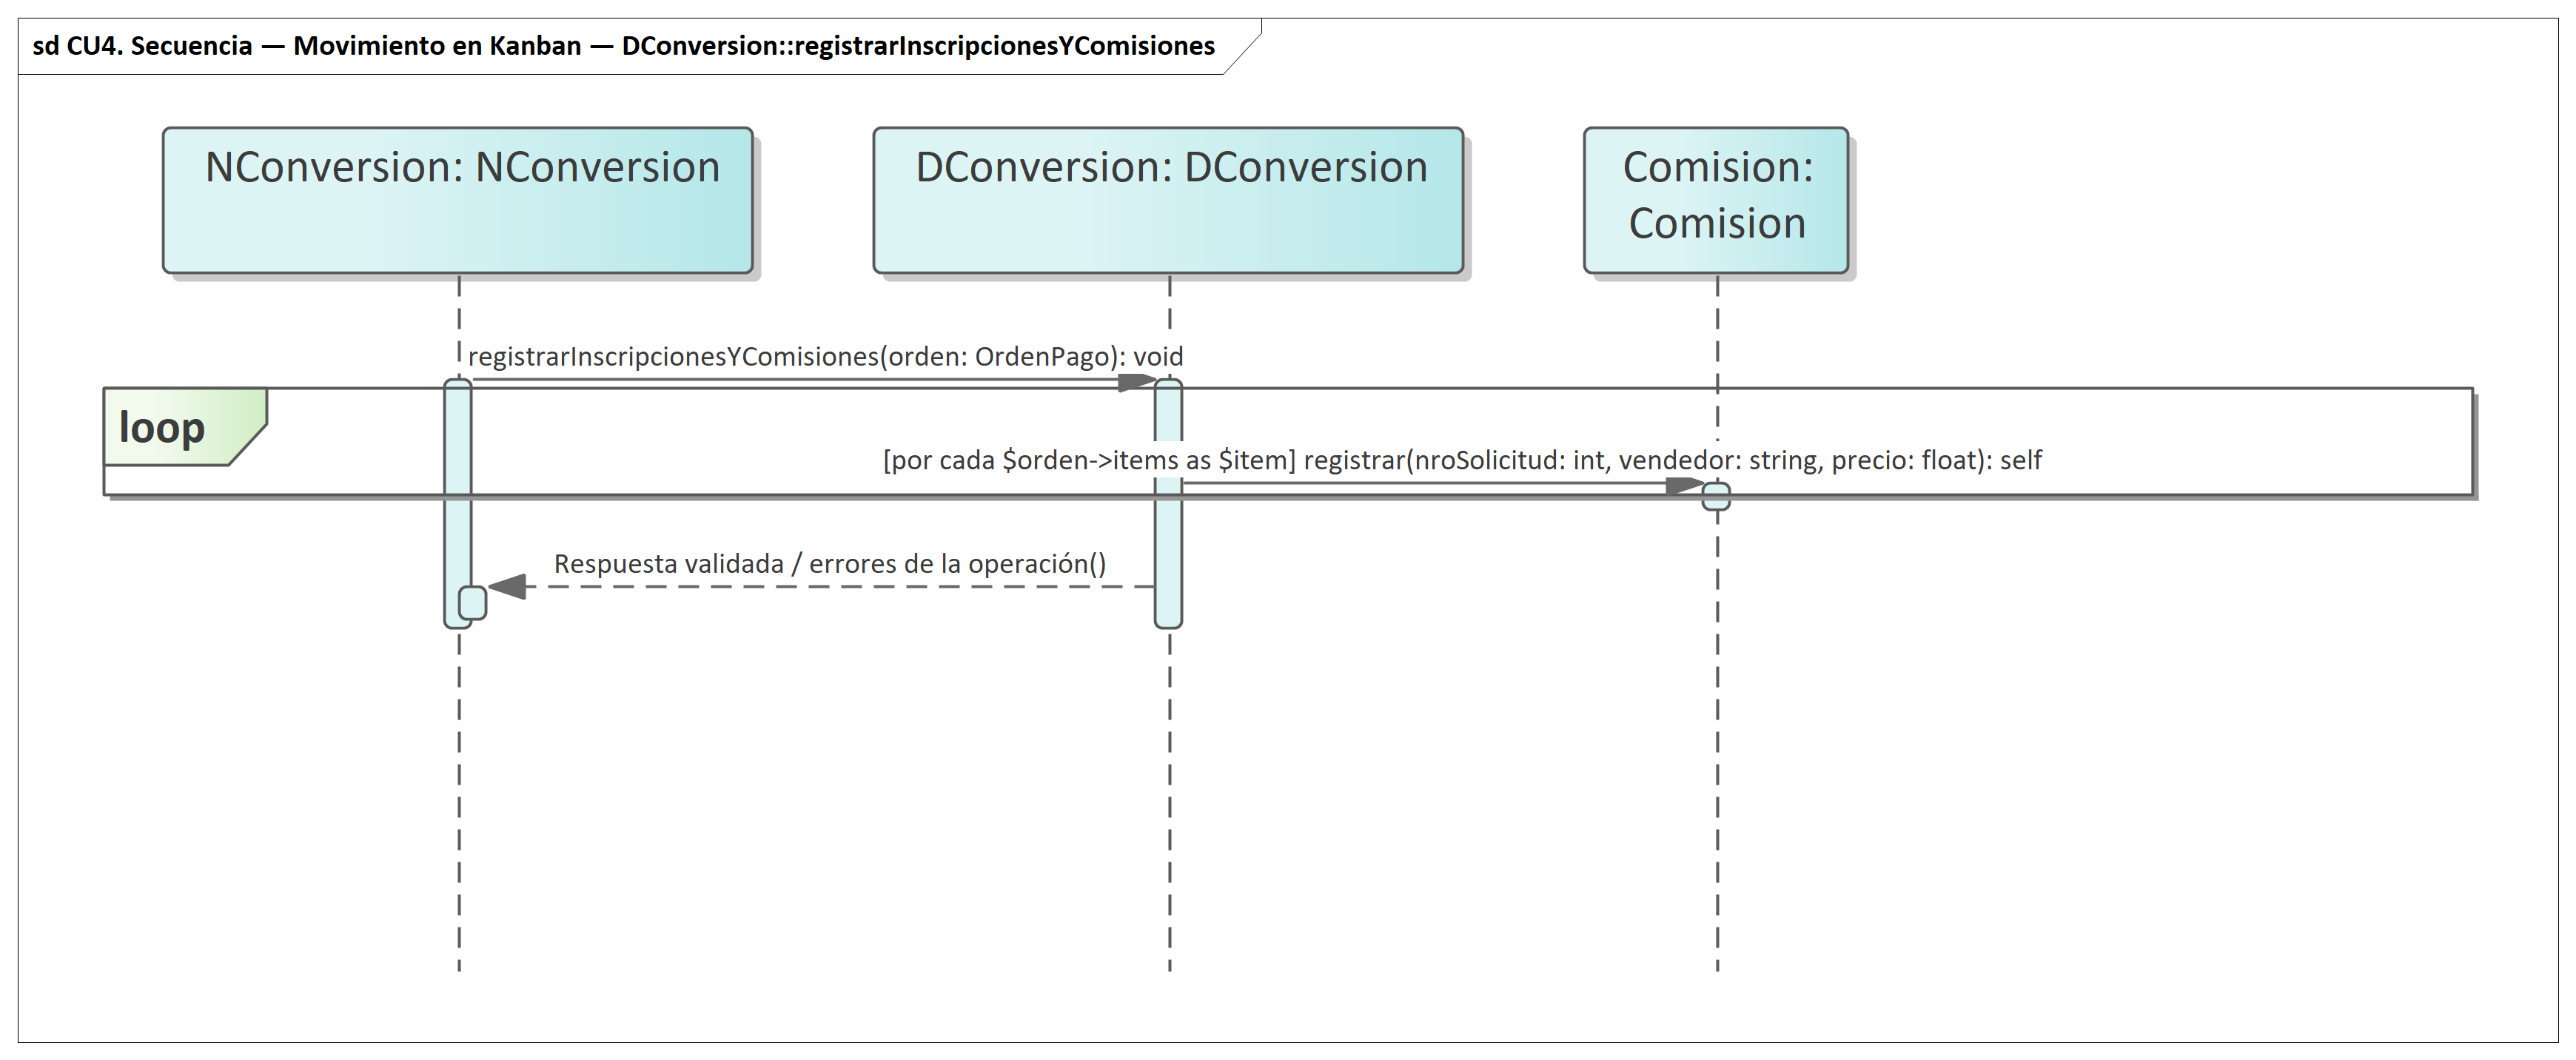 sd CU4. Secuencia — Movimiento en Kanban — DConversion::registrarInscripcionesYComisiones
NConversion: NConversion
DConversion: DConversion
Comision:
Comision
registrarInscripcionesYComisiones(orden: OrdenPago): void
loop
[por cada $orden->items as $item] registrar(nroSolicitud: int, vendedor: string, precio: float): self
Respuesta validada / errores de la operación()